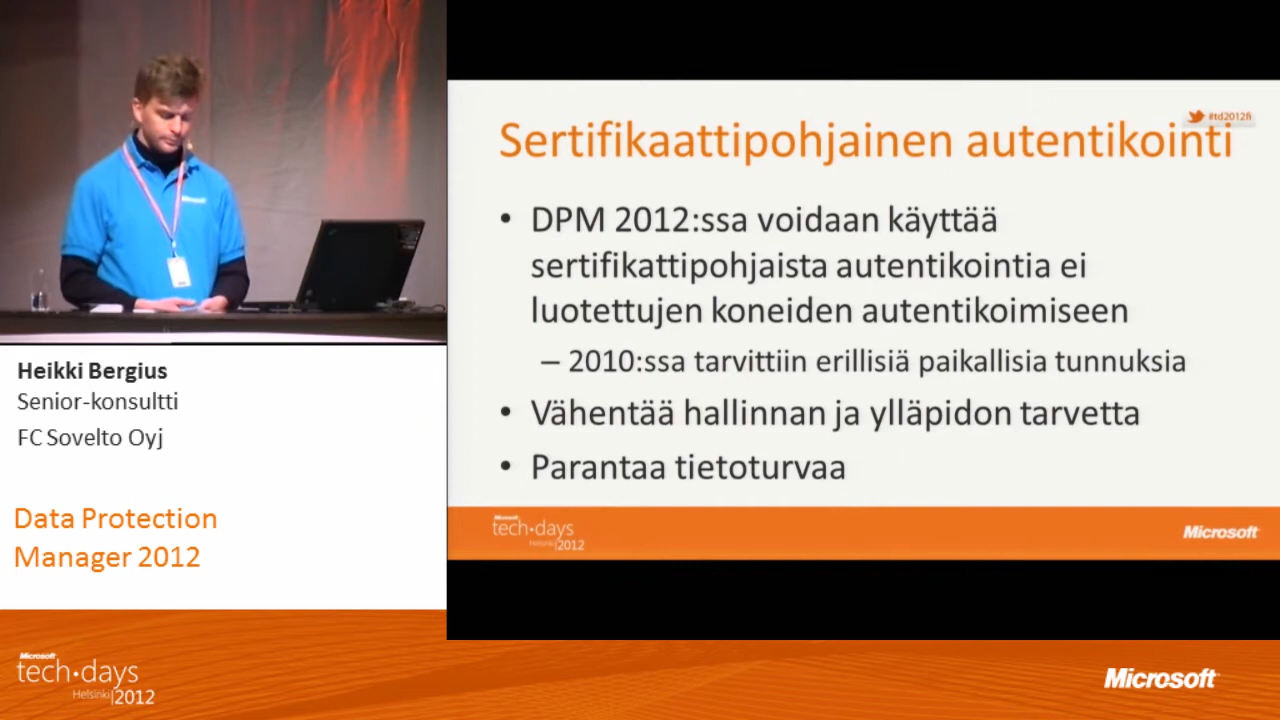 #td2012fi
Sertifikaattipohjainen autentikointi
• DPM 2012:ssa voidaan käyttää
sertifikattipohjaista autentikointia ei
luotettujen koneiden autentikoimiseen
– 2010:ssa tarvittiin erillisiä paikallisia tunnuksia
• Vähentää hallinnan ja ylläpidon tarvetta
• Parantaa tietoturvaa
Microsoft
tech·days
Helsinki|2012
Microsoft
Heikki Bergius
Senior-konsultti
FC Sovelto Oyj
Data Protection
Manager 2012
Microsoft
tech·days
Helsinki|2012
Microsoft